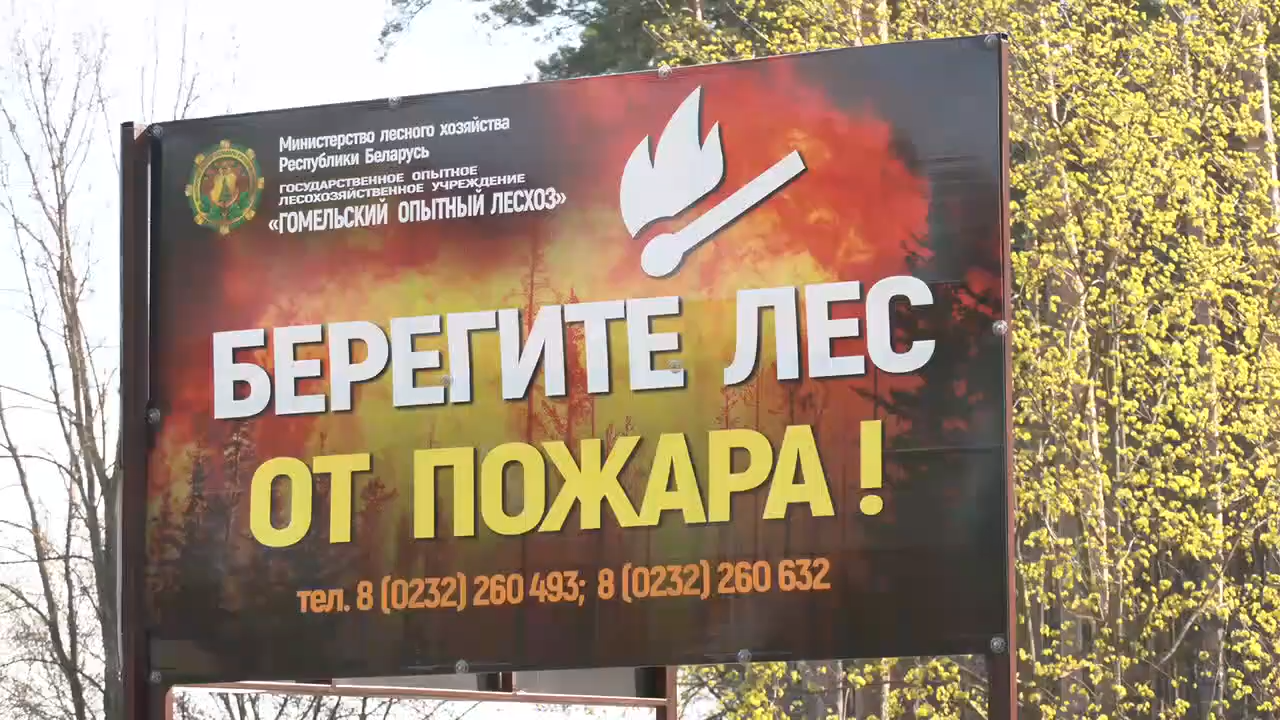 Министерство лесного хозяйства
Республики Беларусь
ГОСУДАРСТВЕННОЕ ОПЫТНОЕ
ЛЕСОХОЗЯЙСТВЕННОЕ УЧРЕЖДЕНИЕ
«ГОМЕЛЬСКИЙ ОПЫТНЫЙ ЛЕСХОЗ»
БЕРЕГИТЕ ЛЕС
ОТ ПОЖАРА !
тел. 8 (0232) 260 493; 8 (0232) 260 632